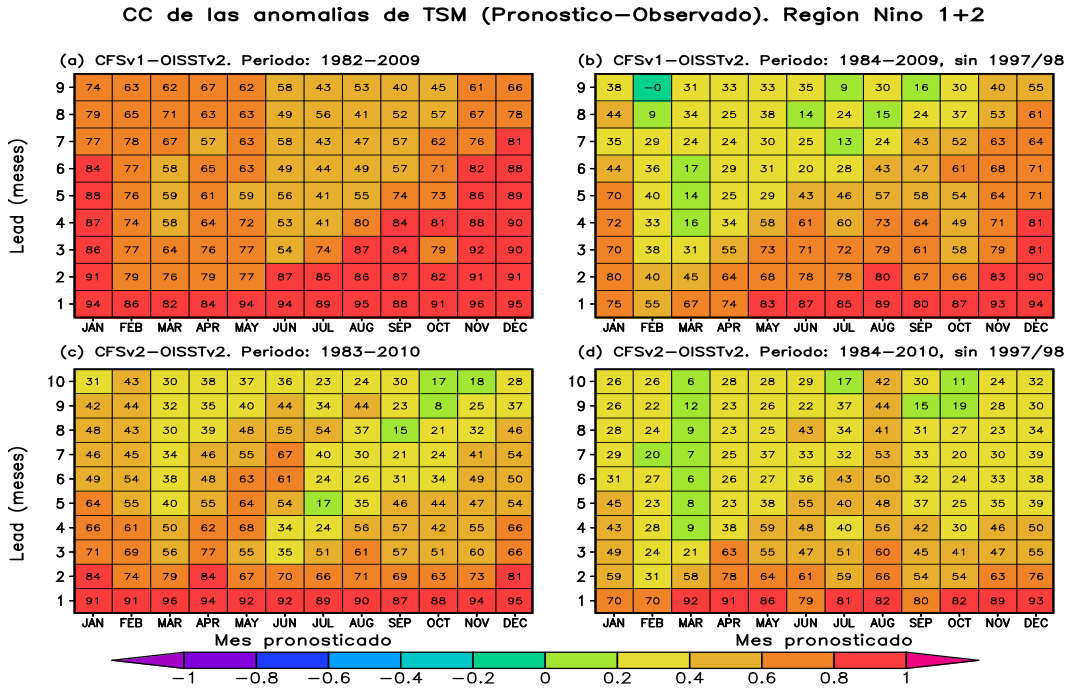 CC de las anomalias de TSM (Pronostico−Observado). Region Nino 1+2
(a) CFSv1−OISSTv2. Periodo: 1982−2009
9 74 63 62 67 62 58 43 53 40 45 61 66
8 79 65 71 63 63 49 56 41 52 57 67 78
7 77 78 67 57 63 58 43 47 57 62 76 81
6 84 77 58 65 63 49 44 49 57 71 82 88
5 88 76 59 61 59 56 41 55 74 73 86 89
4 87 74 58 64 72 53 41 80 84 81 88 90
3 86 77 64 76 77 54 74 87 84 79 92 90
2 91 79 76 79 77 87 85 86 87 82 91 91
1 94 86 82 84 94 94 89 95 88 91 96 95
JAN FEB MAR APR MAY JUN JUL AUG SEP OCT NOV DEC
Lead (meses)
(b) CFSv1−OISSTv2. Periodo: 1984−2009, sin 1997/98
9 38 −0 31 33 33 35 9 30 16 30 40 55
8 44 9 34 25 38 14 24 15 24 37 53 61
7 35 29 24 24 30 25 13 24 43 52 63 64
6 44 36 17 29 31 20 28 43 47 61 68 71
5 70 40 14 25 29 43 46 57 58 54 64 71
4 72 33 16 34 58 61 60 73 64 49 71 81
3 70 38 31 55 73 71 72 79 61 58 79 81
2 80 40 45 64 68 78 78 80 67 66 83 90
1 75 55 67 74 83 87 85 89 80 87 93 94
JAN FEB MAR APR MAY JUN JUL AUG SEP OCT NOV DEC
(c) CFSv2−OISSTv2. Periodo: 1983−2010
10 31 43 30 38 37 36 23 24 30 17 18 28
9 42 44 32 35 40 44 34 44 23 8 25 37
8 48 43 30 39 48 55 54 37 15 21 32 46
7 46 45 34 46 55 67 40 30 21 24 41 54
6 49 54 38 48 63 61 40 26 31 34 49 50
5 64 55 40 55 64 54 17 35 46 44 47 54
4 66 61 50 62 68 34 24 56 57 42 55 66
3 71 69 56 77 55 35 51 61 57 51 60 66
2 84 74 79 84 67 70 66 71 69 63 73 81
1 91 91 96 94 92 92 89 90 87 88 94 95
JAN FEB MAR APR MAY JUN JUL AUG SEP OCT NOV DEC
Mes pronosticado
Lead (meses)
(d) CFSv2−OISSTv2. Periodo: 1984−2010, sin 1997/98
10 26 26 6 28 28 29 17 42 30 11 24 32
9 26 22 12 23 26 22 37 44 15 19 28 30
8 28 24 9 23 25 43 34 41 31 27 23 34
7 29 20 7 25 37 33 32 53 33 20 30 39
6 31 27 6 26 27 36 43 50 32 24 33 38
5 45 23 8 23 38 55 40 48 37 25 35 39
4 43 28 9 38 59 48 40 56 43 30 46 50
3 49 24 21 63 55 47 51 60 45 41 47 55
2 59 31 58 78 64 61 59 66 54 54 63 76
1 70 70 92 91 86 79 81 82 80 82 89 93
JAN FEB MAR APR MAY JUN JUL AUG SEP OCT NOV DEC
Mes pronosticado
−1 −0.8 −0.6 −0.4 −0.2 0 0.2 0.4 0.6 0.8 1